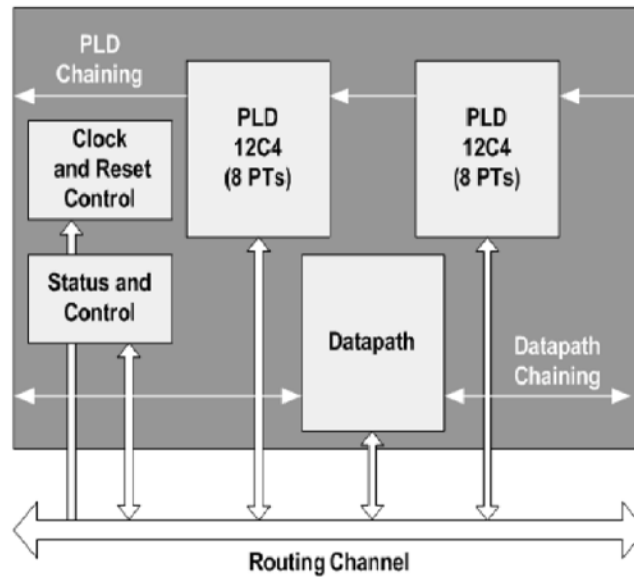 PLD
Chaining
PLD
12C4
(8 PTs)
PLD
12C4
(8 PTs)
Clock
and Reset
Control
Status and
Control
Datapath
Datapath
Chaining
Routing Channel